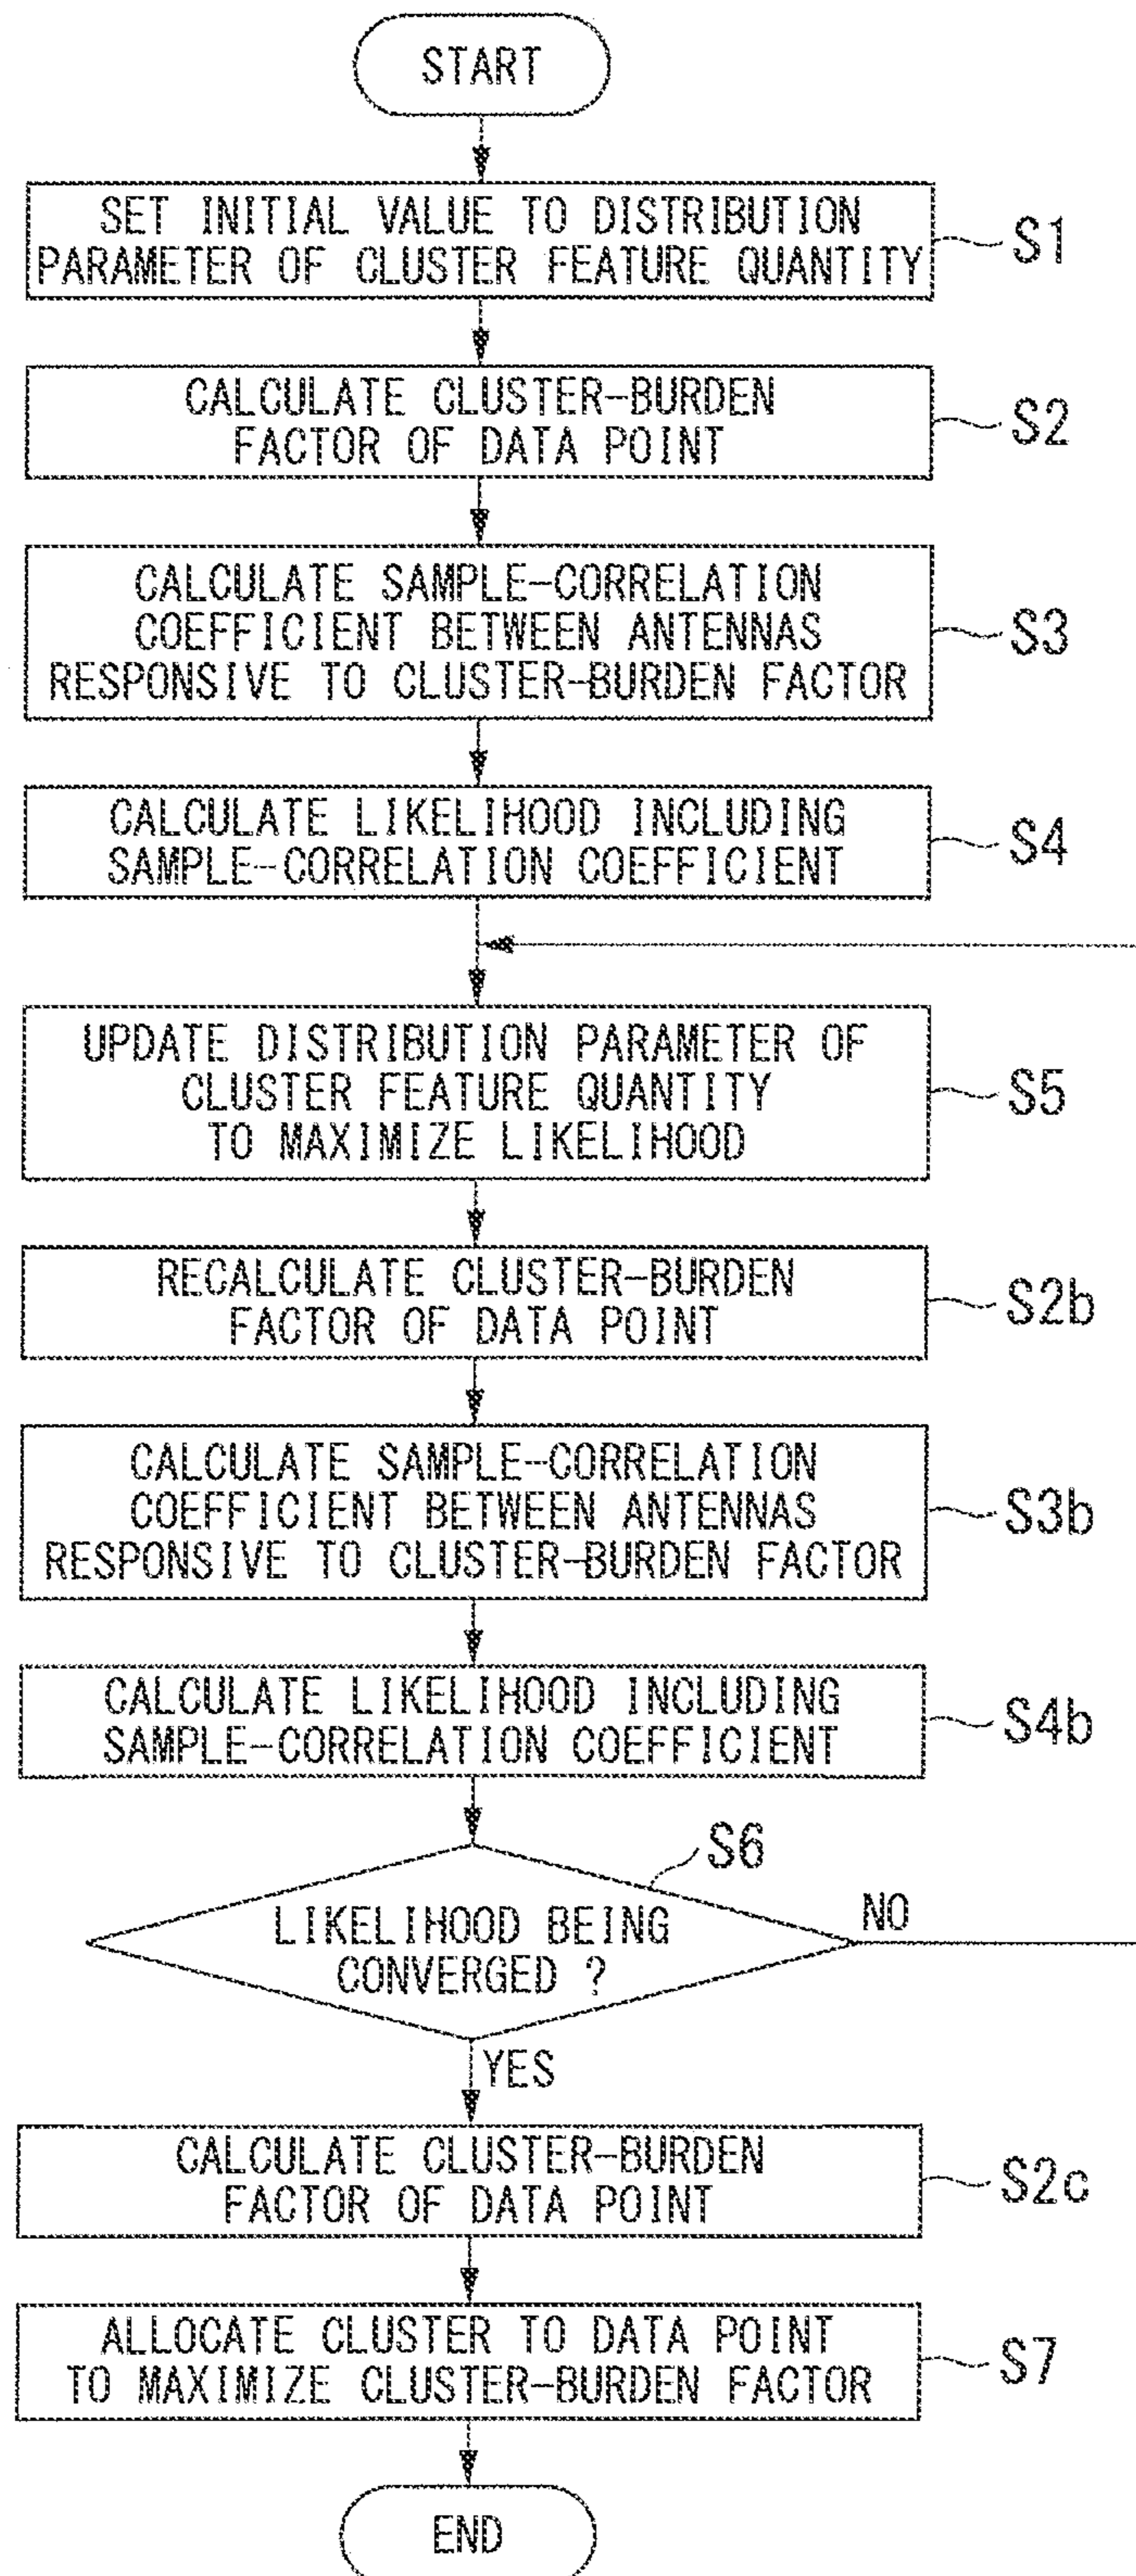 START
SET INITIAL VALUE TO DISTRIBUTION
PARAMETER OF CLUSTER FEATURE QUANTITY
S1
CALCULATE CLUSTER-BURDEN
FACTOR OF DATA POINT
S2
CALCULATE SAMPLE-CORRELATION
COEFFICIENT BETWEEN ANTENNAS
RESPONSIVE TO CLUSTER-BURDEN FACTOR
S3
CALCULATE LIKELIHOOD INCLUDING
SAMPLE-CORRELATION COEFFICIENT
S4
UPDATE DISTRIBUTION PARAMETER OF
CLUSTER FEATURE QUANTITY
TO MAXIMIZE LIKELIHOOD
S5
RECALCULATE CLUSTER-BURDEN
FACTOR OF DATA POINT
S2b
CALCULATE SAMPLE-CORRELATION
COEFFICIENT BETWEEN ANTENNAS
RESPONSIVE TO CLUSTER-BURDEN FACTOR
S3b
CALCULATE LIKELIHOOD INCLUDING
SAMPLE-CORRELATION COEFFICIENT
S4b
S6
LIKELIHOOD BEING
CONVERGED ?
NO
YES
CALCULATE CLUSTER-BURDEN
FACTOR OF DATA POINT
S2c
ALLOCATE CLUSTER TO DATA POINT
TO MAXIMIZE CLUSTER-BURDEN FACTOR
S7
END